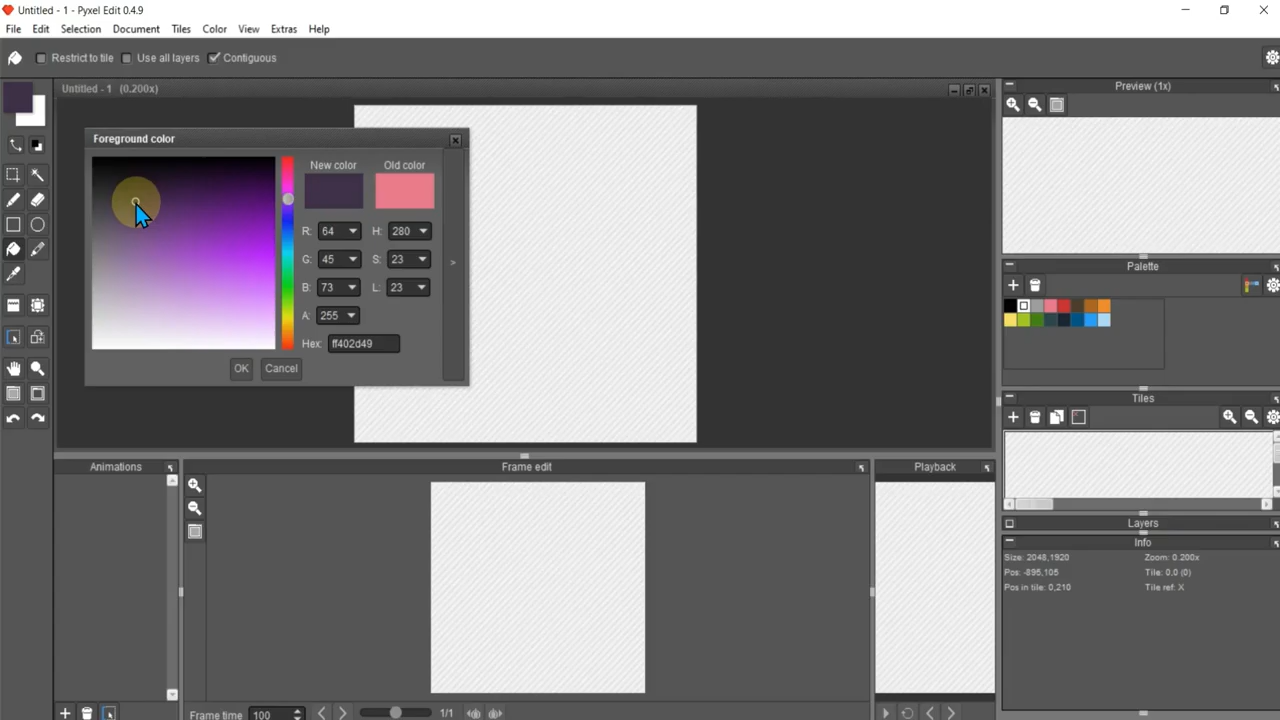 Untitled - 1 - Pyxel Edit 0.4.9
File Edit Selection Document Tiles Color View Extras Help
Restrict to tile Use all layers Contiguous
Untitled - 1 (0.200x)
Foreground color
New color Old color
R: 64 H: 280
G: 45 S: 23
B: 73 L: 23
A: 255
Hex: ff402d49
OK Cancel
>
Preview (1x)
Palette
Tiles
Layers
Info
Size: 2048,1920 Zoom: 0.200x
Pos: -895,105 Tile: 0,0 (0)
Pos in tile: 0,210 Tile ref: X
Animations Frame edit Playback
Frame time 100 1/1